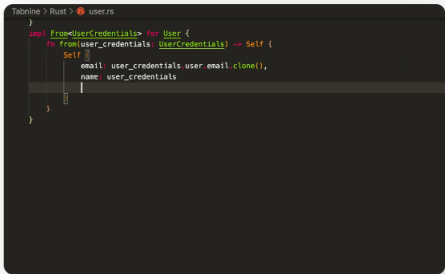 Tabnine > Rust > user.rs
}
impl From<UserCredentials> for User {
fn from(user_credentials: UserCredentials) -> Self {
Self {
email: user_credentials.user.email.clone(),
name: user_credentials
}
}
}